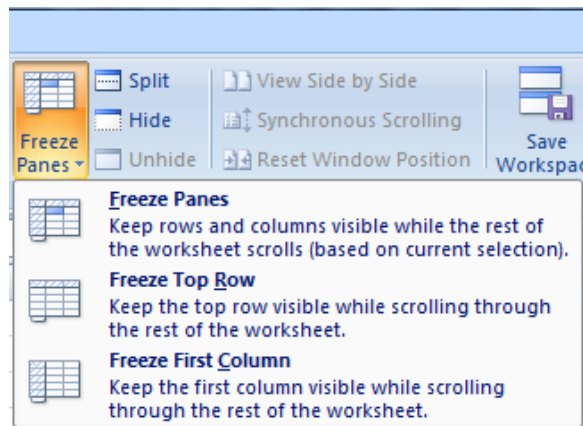 Split
Hide
Unhide
View Side by Side
Synchronous Scrolling
Reset Window Position
Freeze
Panes
Save
Workspac
Freeze Panes
Keep rows and columns visible while the rest of
the worksheet scrolls (based on current selection).
Freeze Top Row
Keep the top row visible while scrolling through
the rest of the worksheet.
Freeze First Column
Keep the first column visible while scrolling
through the rest of the worksheet.